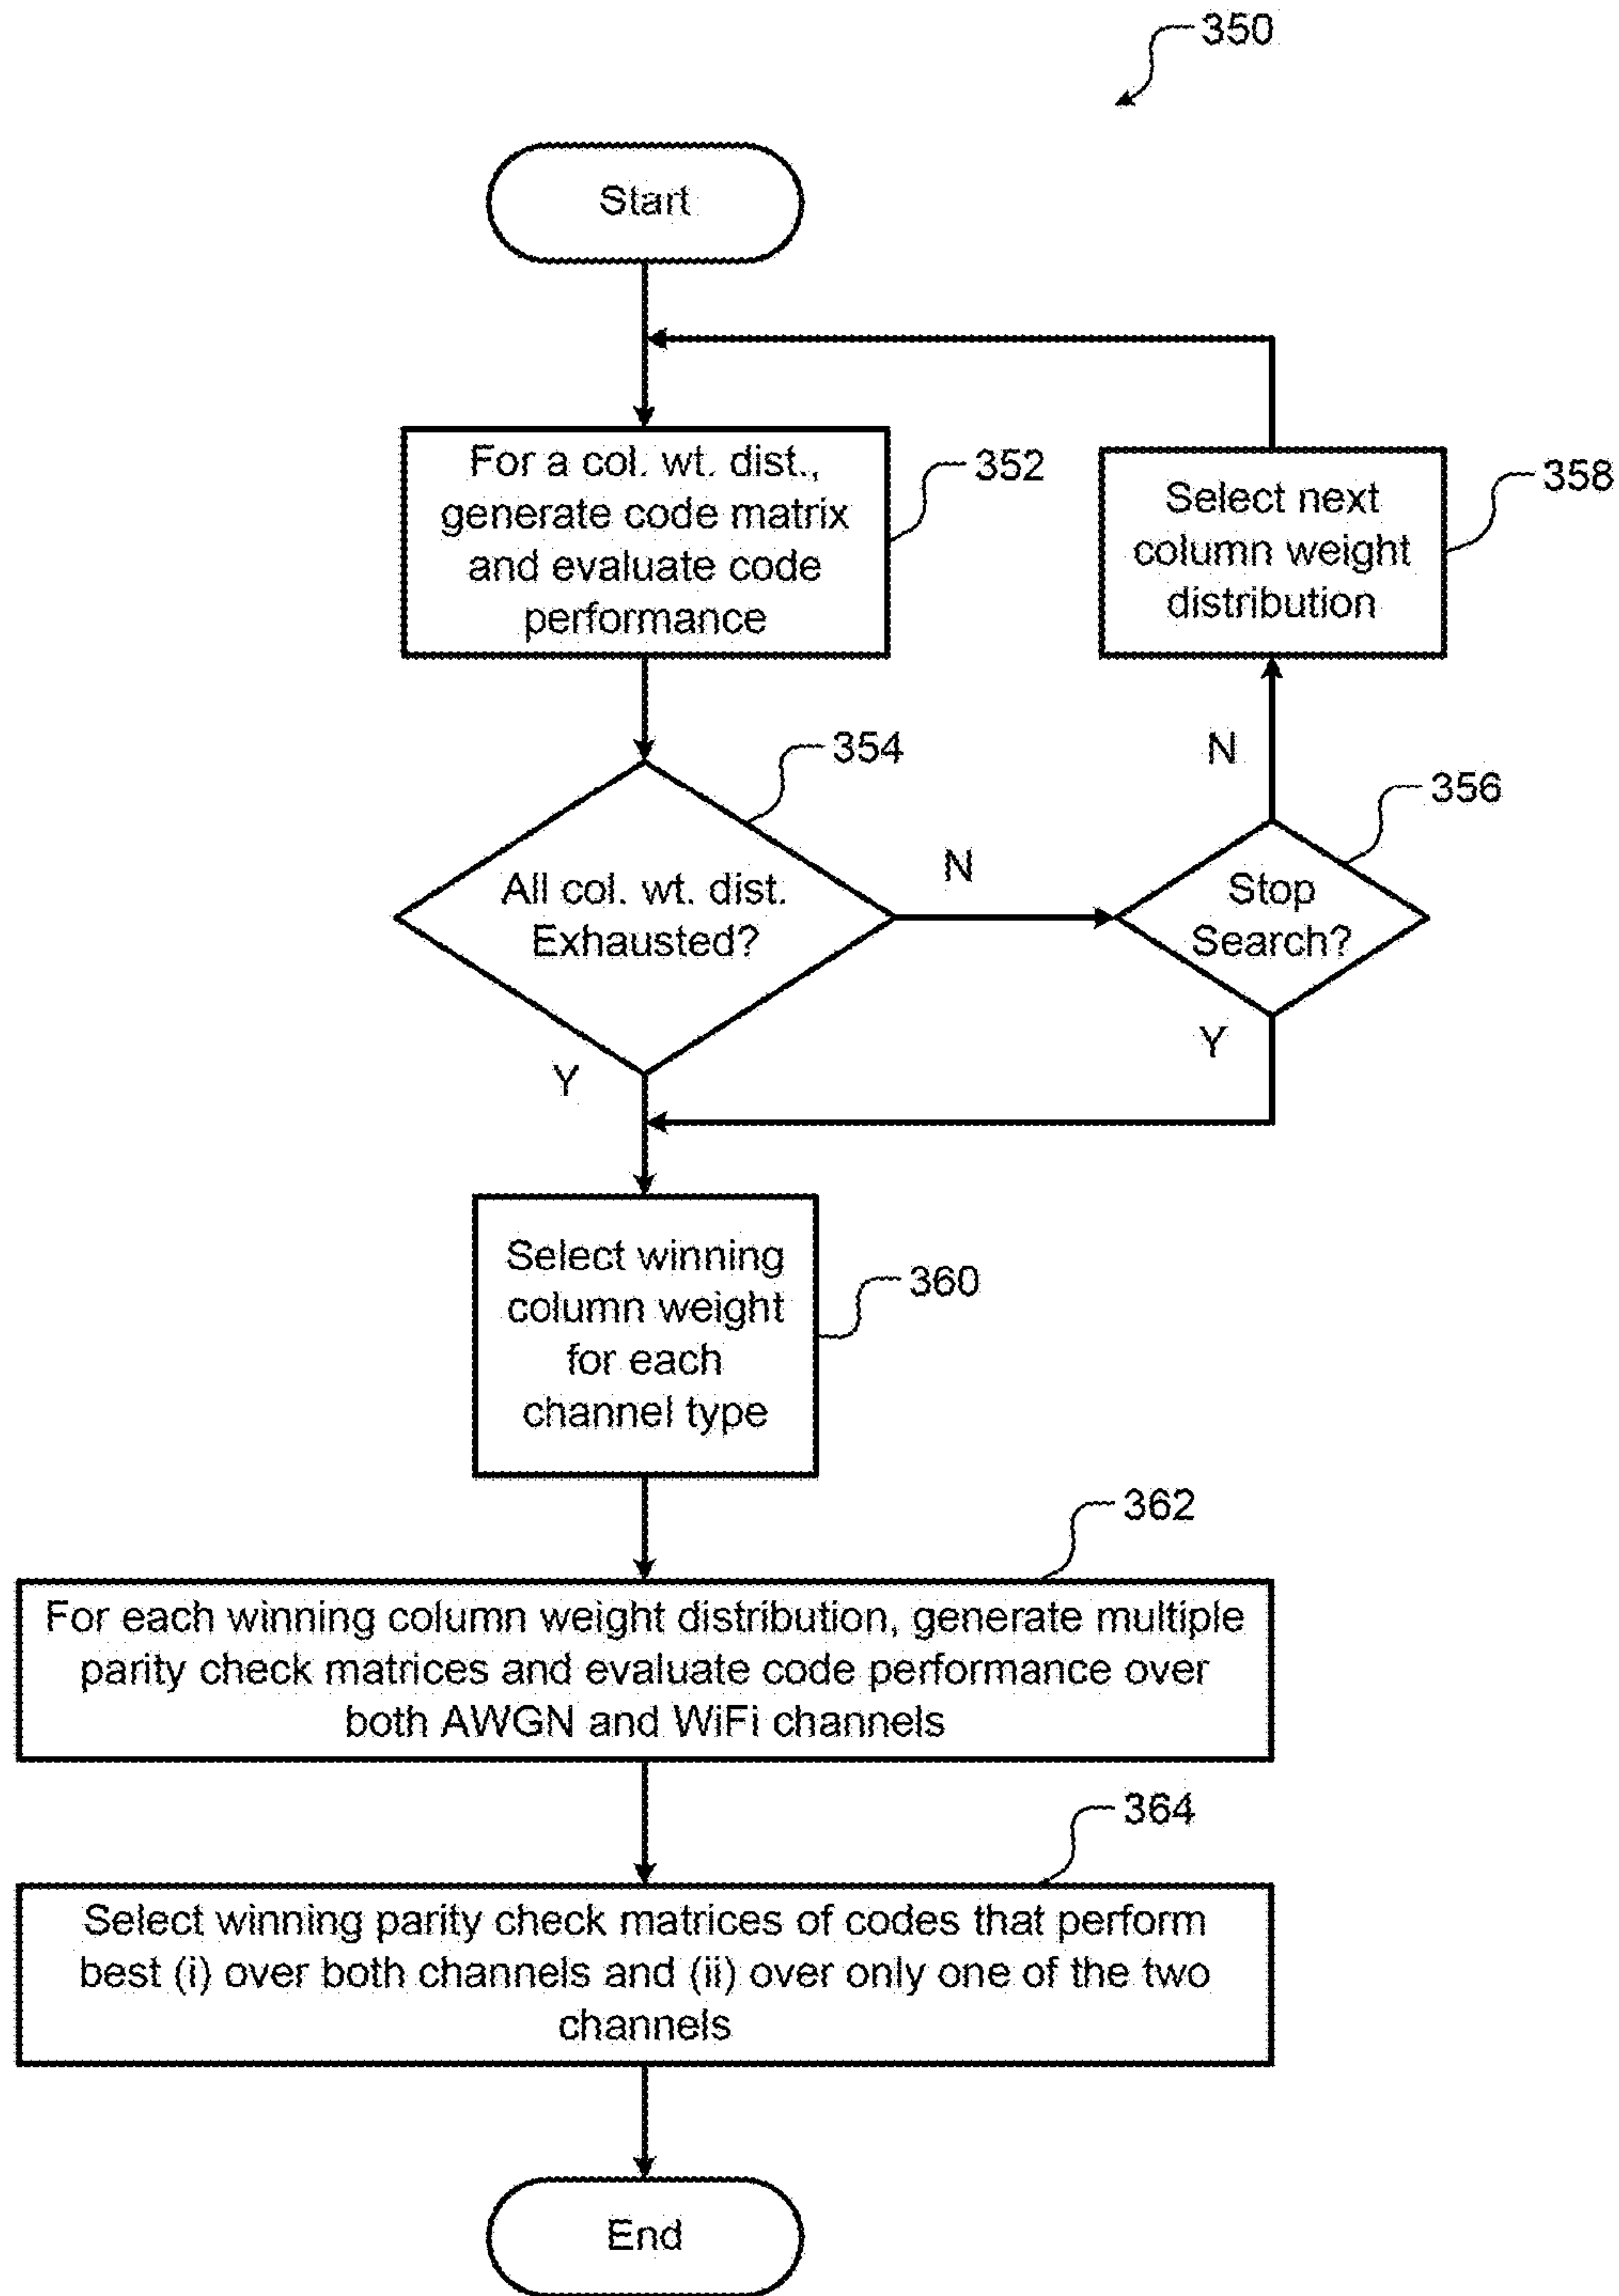 350
Start
For a col. wt. dist.,
generate code matrix
and evaluate code
performance
352
Select next
column weight
distribution
358
354
All col. wt. dist.
Exhausted?
N
Y
356
Stop
Search?
N
Y
Select winning
column weight
for each
channel type
360
362
For each winning column weight distribution, generate multiple
parity check matrices and evaluate code performance over
both AWGN and WiFi channels
364
Select winning parity check matrices of codes that perform
best (i) over both channels and (ii) over only one of the two
channels
End